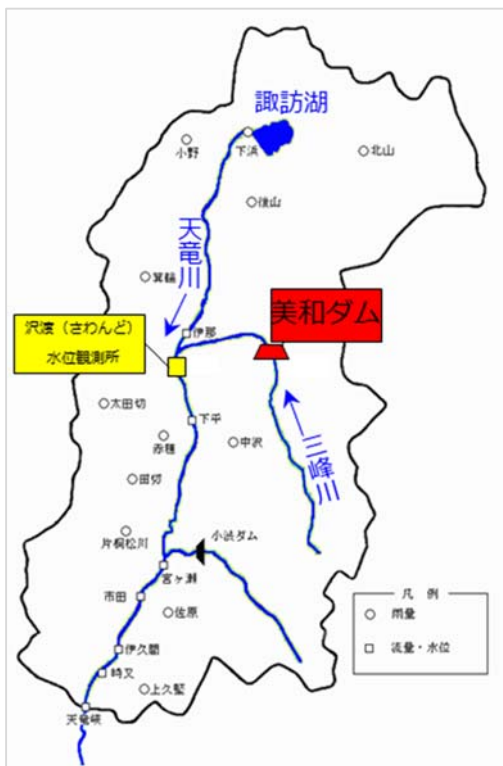 諏訪湖
下浜
小野
北山
後山
天竜川
箕輪
美和ダム
伊那
沢渡(さわんど)
水位観測所
太田切
下平
赤穂
中沢
三峰川
田切
片桐松川
小渋ダム
宮ヶ瀬
市田
佐原
伊久間
時又
上久堅
天竜峡
凡 例
雨量
流量・水位